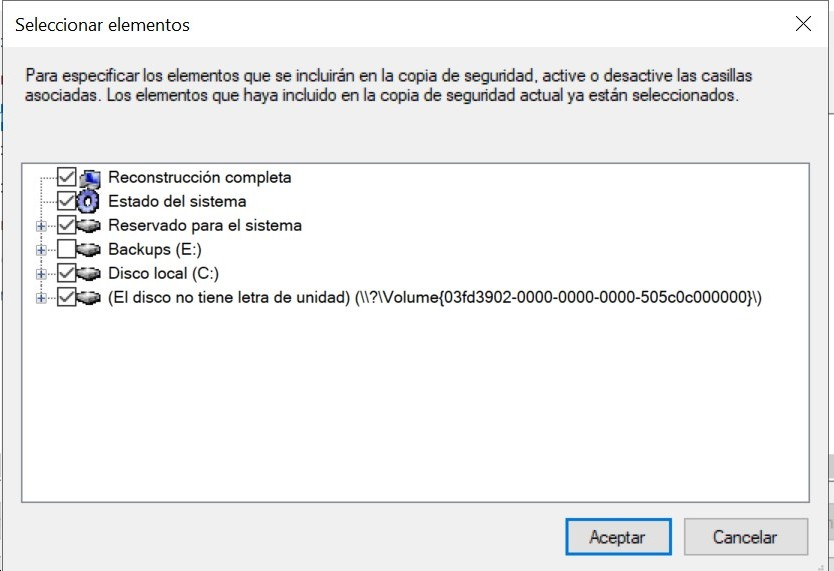 Seleccionar elementos
Para especificar los elementos que se incluirán en la copia de seguridad, active o desactive las casillas
asociadas. Los elementos que haya incluido en la copia de seguridad actual ya están seleccionados.
Reconstrucción completa
Estado del sistema
Reservado para el sistema
Backups (E:)
Disco local (C:)
(El disco no tiene letra de unidad) (\\?\Volume{03fd3902-0000-0000-0000-505c0c000000}\)
Aceptar Cancelar